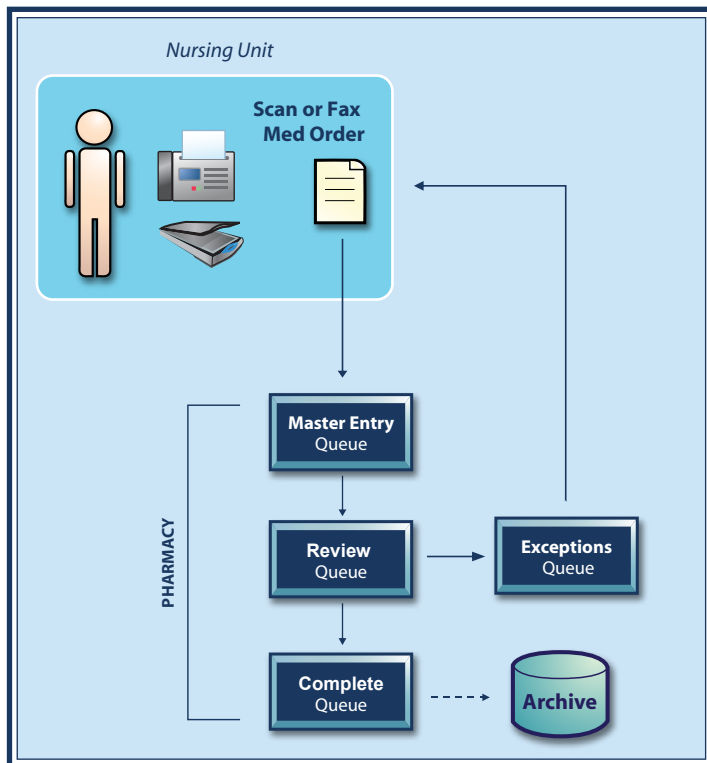 Nursing Unit
Scan or Fax
Med Order
Master Entry
Queue
PHARMACY
Review
Queue
Exceptions
Queue
Complete
Queue
Archive